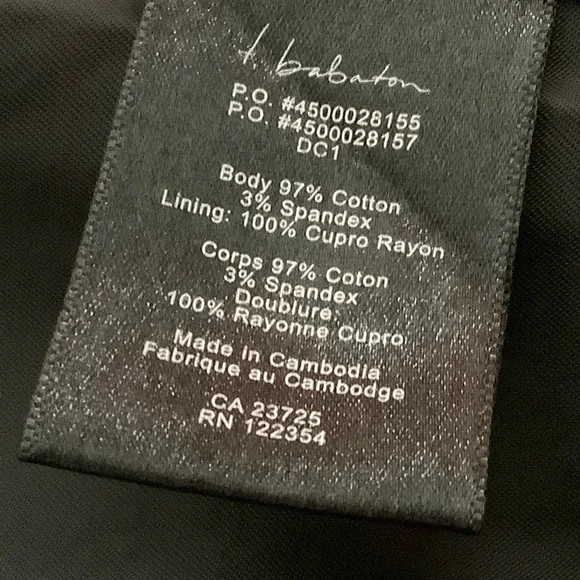 t. babaton
P.O. #4500028155
P.O. #4500028157
DC1
Body 97% Cotton
3% Spandex
Lining: 100% Cupro Rayon
Corps 97% Coton
3% Spandex
Doublure:
100% Rayonne Cupro
Made In Cambodia
Fabrique au Cambodge
CA 23725
RN 122354